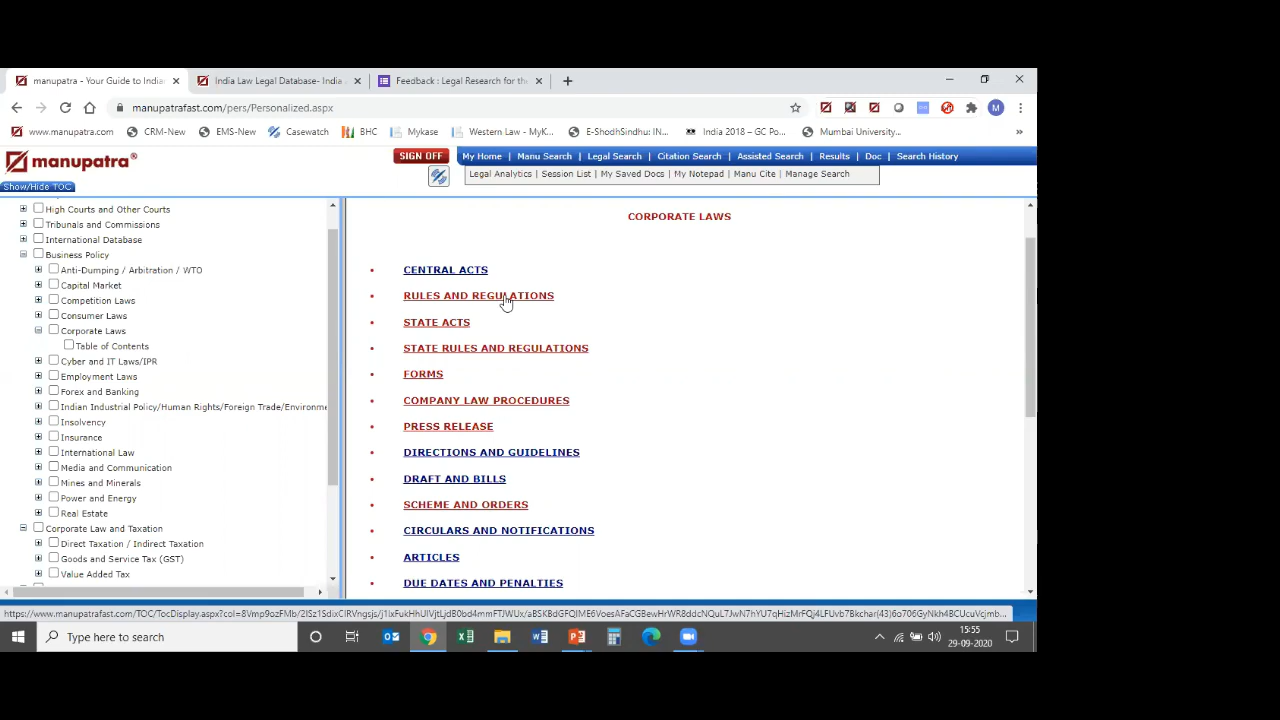 manupatra - Your Guide to India
India Law Legal Database- India
Feedback : Legal Research for the
manupatrafast.com/pers/Personalized.aspx
M
www.manupatra.com
CRM-New
EMS-New
Casewatch
BHC
Mykase
Western Law - MyK...
E-ShodhSindhu: IN...
India 2018 – GC Po...
Mumbai University...
manupatra®
SIGN OFF
My Home | Manu Search | Legal Search | Citation Search | Assisted Search | Results | Doc | Search History
Legal Analytics | Session List | My Saved Docs | My Notepad | Manu Cite | Manage Search
Show/Hide TOC
High Courts and Other Courts
Tribunals and Commissions
International Database
Business Policy
Anti-Dumping / Arbitration / WTO
Capital Market
Competition Laws
Consumer Laws
Corporate Laws
Table of Contents
Cyber and IT Laws/IPR
Employment Laws
Forex and Banking
Indian Industrial Policy/Human Rights/Foreign Trade/Environme
Insolvency
Insurance
International Law
Media and Communication
Mines and Minerals
Power and Energy
Real Estate
Corporate Law and Taxation
Direct Taxation / Indirect Taxation
Goods and Service Tax (GST)
Value Added Tax
CORPORATE LAWS
CENTRAL ACTS
RULES AND REGULATIONS
STATE ACTS
STATE RULES AND REGULATIONS
FORMS
COMPANY LAW PROCEDURES
PRESS RELEASE
DIRECTIONS AND GUIDELINES
DRAFT AND BILLS
SCHEME AND ORDERS
CIRCULARS AND NOTIFICATIONS
ARTICLES
DUE DATES AND PENALTIES
Type here to search
15:55
29-09-2020